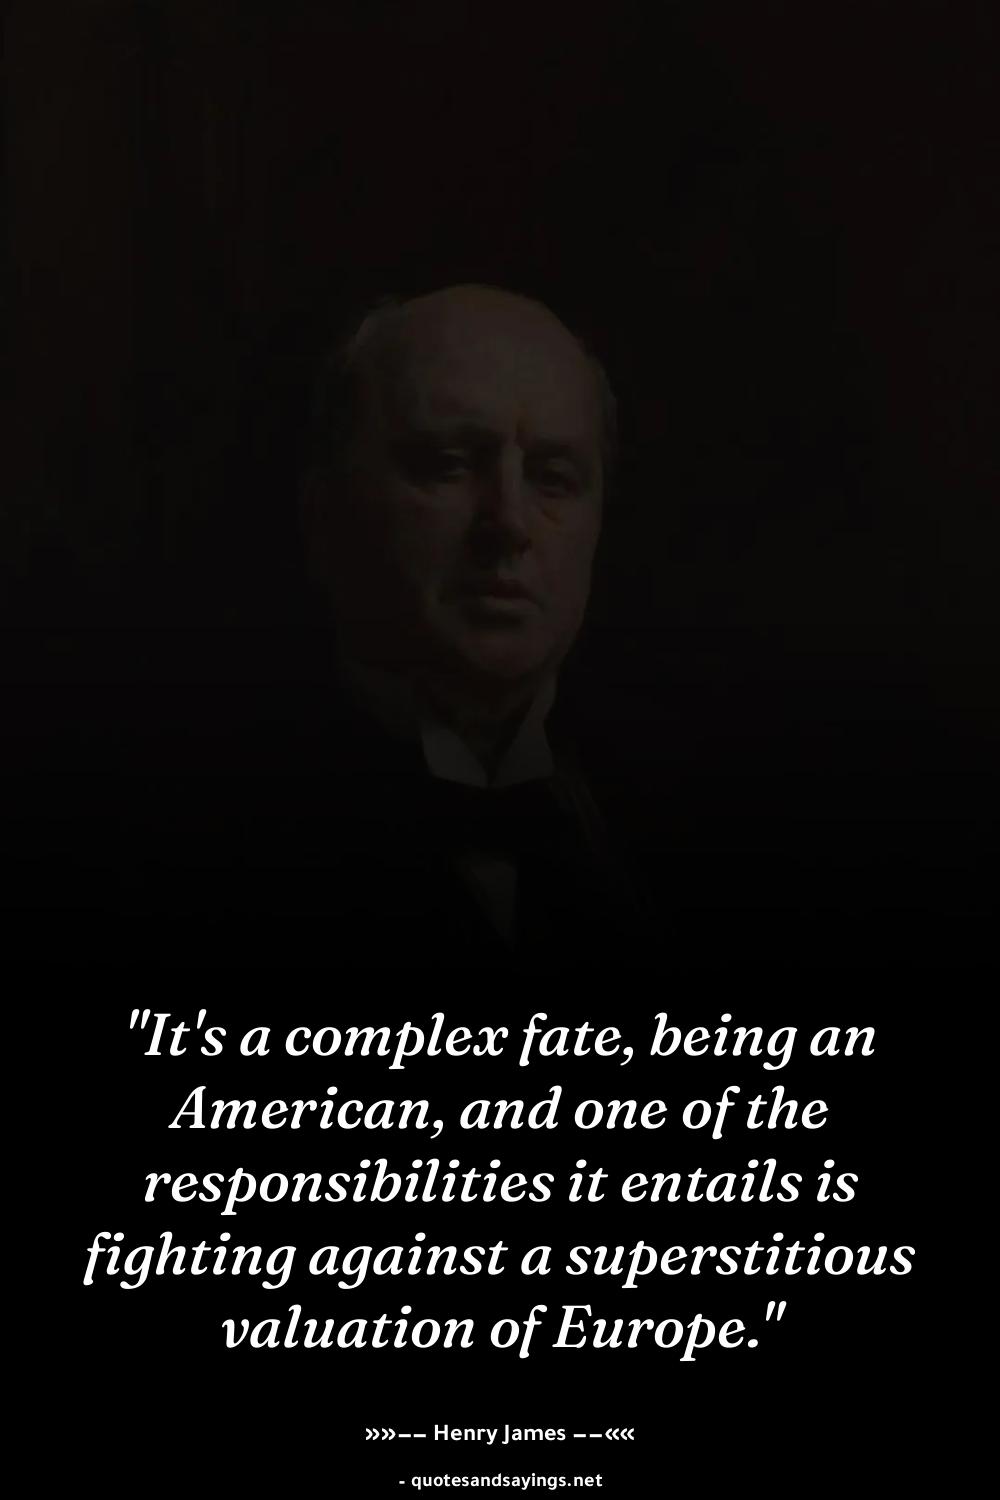 "It's a complex fate, being an
American, and one of the
responsibilities it entails is
fighting against a superstitious
valuation of Europe."
»»–– Henry James ––««
- quotesandsayings.net